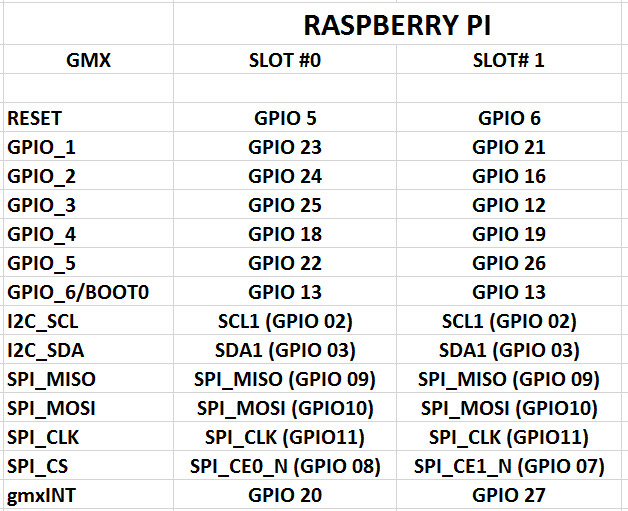 RASPBERRY PI
GMX SLOT #0 SLOT# 1
RESET GPIO 5 GPIO 6
GPIO_1 GPIO 23 GPIO 21
GPIO_2 GPIO 24 GPIO 16
GPIO_3 GPIO 25 GPIO 12
GPIO_4 GPIO 18 GPIO 19
GPIO_5 GPIO 22 GPIO 26
GPIO_6/BOOT0 GPIO 13 GPIO 13
I2C_SCL SCL1 (GPIO 02) SCL1 (GPIO 02)
I2C_SDA SDA1 (GPIO 03) SDA1 (GPIO 03)
SPI_MISO SPI_MISO (GPIO 09) SPI_MISO (GPIO 09)
SPI_MOSI SPI_MOSI (GPIO10) SPI_MOSI (GPIO10)
SPI_CLK SPI_CLK (GPIO11) SPI_CLK (GPIO11)
SPI_CS SPI_CE0_N (GPIO 08) SPI_CE1_N (GPIO 07)
gmxINT GPIO 20 GPIO 27